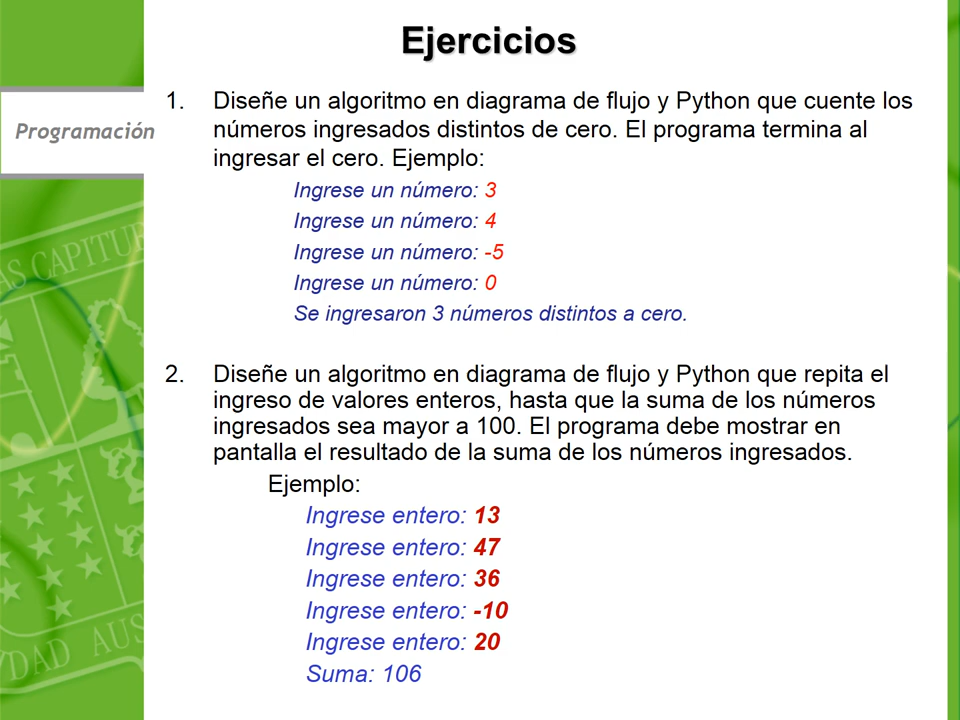 Ejercicios
Programación
1. Diseñe un algoritmo en diagrama de flujo y Python que cuente los
números ingresados distintos de cero. El programa termina al
ingresar el cero. Ejemplo:
Ingrese un número: 3
Ingrese un número: 4
Ingrese un número: -5
Ingrese un número: 0
Se ingresaron 3 números distintos a cero.
2. Diseñe un algoritmo en diagrama de flujo y Python que repita el
ingreso de valores enteros, hasta que la suma de los números
ingresados sea mayor a 100. El programa debe mostrar en
pantalla el resultado de la suma de los números ingresados.
Ejemplo:
Ingrese entero: 13
Ingrese entero: 47
Ingrese entero: 36
Ingrese entero: -10
Ingrese entero: 20
Suma: 106
AS CAPITUR
DAD AUS